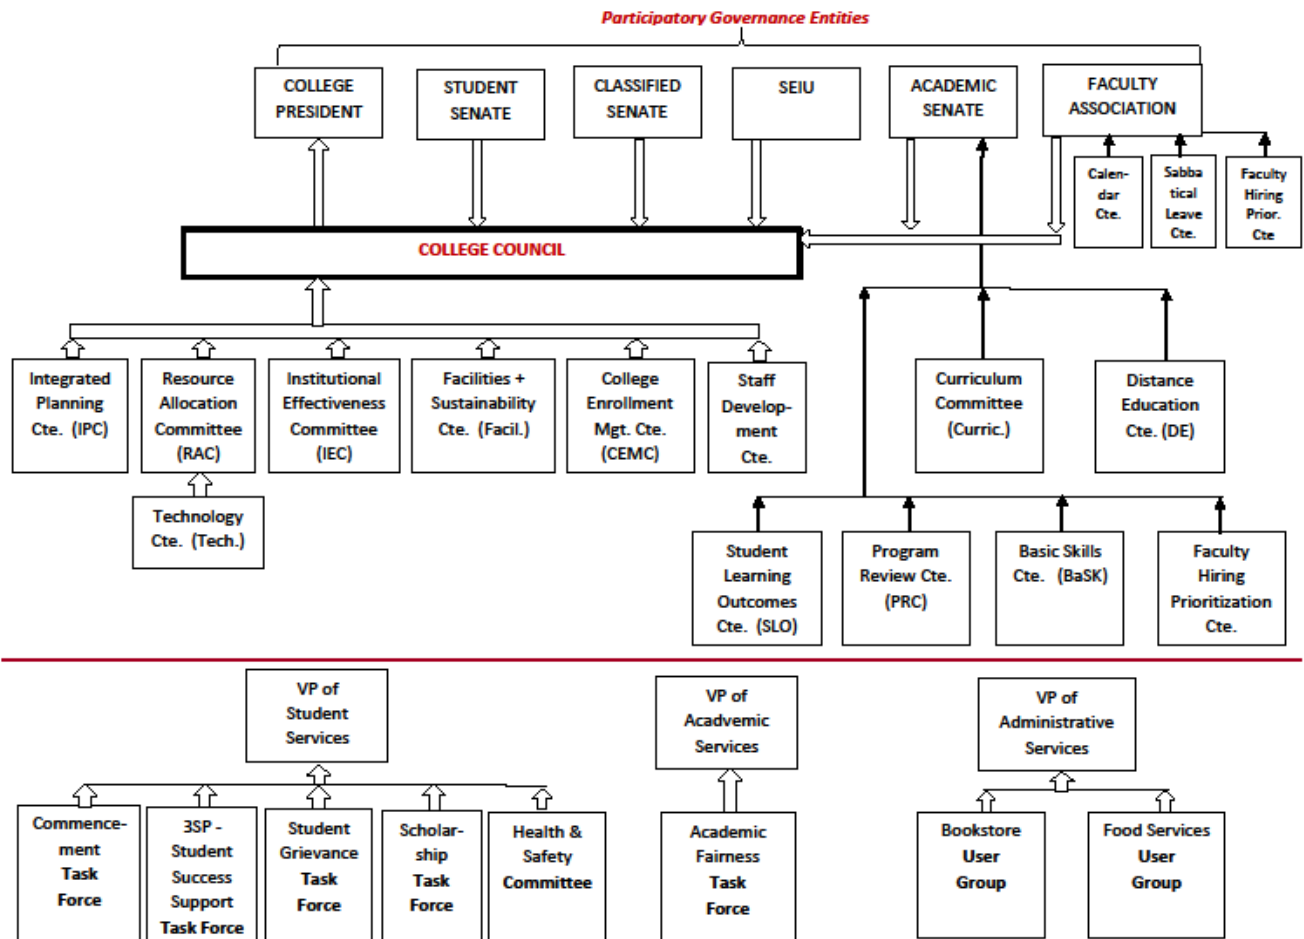 Participatory Governance Entities
COLLEGE
PRESIDENT
STUDENT
SENATE
CLASSIFIED
SENATE
SEIU
ACADEMIC
SENATE
FACULTY
ASSOCIATION
Calen-
dar
Cte.
Sabba
tical
Leave
Cte.
Faculty
Hiring
Prior.
Cte
COLLEGE COUNCIL
Integrated
Planning
Cte. (IPC)
Resource
Allocation
Committee
(RAC)
Institutional
Effectiveness
Committee
(IEC)
Facilities +
Sustainability
Cte. (Facil.)
College
Enrollment
Mgt. Cte.
(CEMC)
Staff
Develop-
ment
Cte.
Curriculum
Committee
(Curric.)
Distance
Education
Cte. (DE)
Technology
Cte. (Tech.)
Student
Learning
Outcomes
Cte. (SLO)
Program
Review Cte.
(PRC)
Basic Skills
Cte. (BaSK)
Faculty
Hiring
Prioritization
Cte.
VP of
Student
Services
VP of
Acadvemic
Services
VP of
Administrative
Services
Commence-
ment
Task
Force
3SP -
Student
Success
Support
Task Force
Student
Grievance
Task
Force
Scholar-
ship
Task
Force
Health &
Safety
Committee
Academic
Fairness
Task
Force
Bookstore
User
Group
Food Services
User
Group